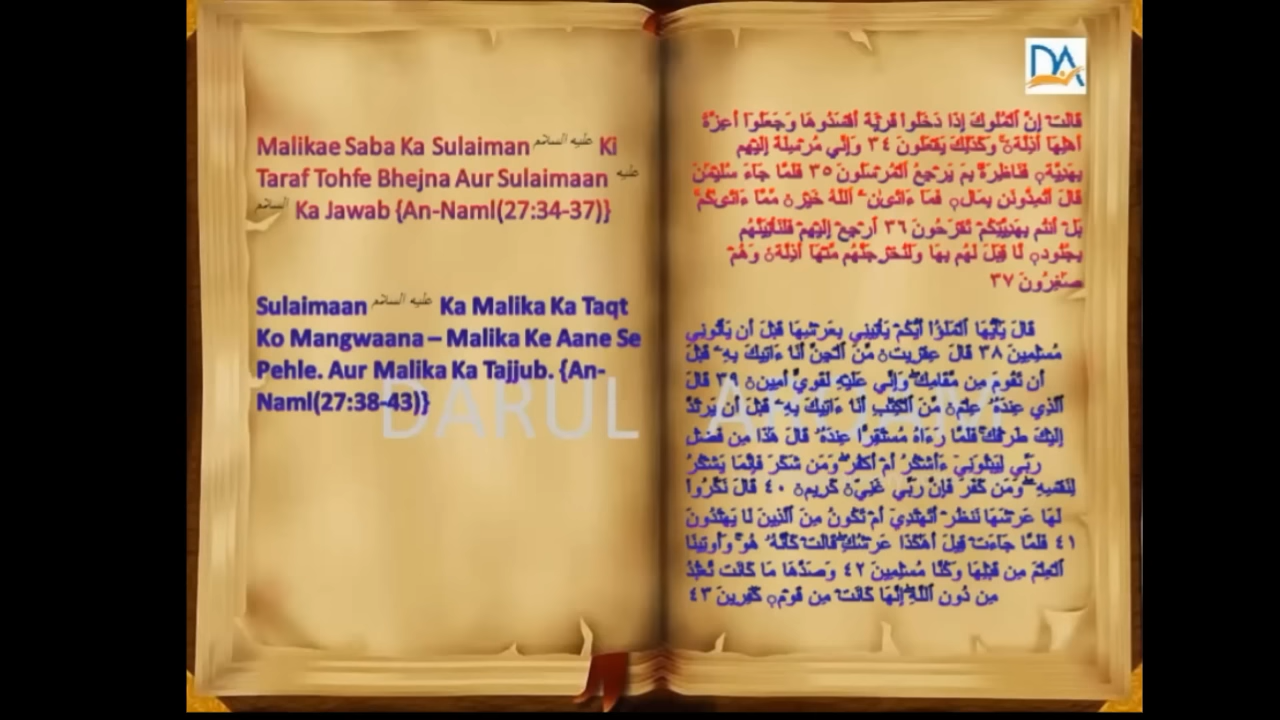 Malikae Saba Ka Sulaiman عليه السلام Ki
Taraf Tohfe Bhejna Aur Sulaimaan عليه
السلام Ka Jawab {An-Naml(27:34-37)}
Sulaimaan عليه السلام Ka Malika Ka Taqt
Ko Mangwaana – Malika Ke Aane Se
Pehle. Aur Malika Ka Tajjub. {An-
Naml(27:38-43)}
DA
قَالَتۡ إِنَّ ٱلۡمُلُوكَ إِذَا دَخَلُواْ قَرۡيَةً أَفۡسَدُوهَا وَجَعَلُوٓاْ أَعِزَّةَ
أَهۡلِهَآ أَذِلَّةٗۚ وَكَذَٰلِكَ يَفۡعَلُونَ ٣٤ وَإِنِّي مُرۡسِلَةٌ إِلَيۡهِم
بِهَدِيَّةٖ فَنَاظِرَةُۢ بِمَ يَرۡجِعُ ٱلۡمُرۡسَلُونَ ٣٥ فَلَمَّا جَآءَ سُلَيۡمَٰنَ
قَالَ أَتُمِدُّونَنِ بِمَالٖ فَمَآ ءَاتَىٰنِۦَ ٱللَّهُ خَيۡرٞ مِّمَّآ ءَاتَىٰكُمۚ
بَلۡ أَنتُم بِهَدِيَّتِكُمۡ تَفۡرَحُونَ ٣٦ ٱرۡجِعۡ إِلَيۡهِمۡ فَلَنَأۡتِيَنَّهُم
بِجُنُودٖ لَّا قِبَلَ لَهُم بِهَا وَلَنُخۡرِجَنَّهُم مِّنۡهَآ أَذِلَّةٗ وَهُمۡ
صَٰغِرُونَ ٣٧
قَالَ يَٰٓأَيُّهَا ٱلۡمَلَؤُاْ أَيُّكُمۡ يَأۡتِينِي بِعَرۡشِهَا قَبۡلَ أَن يَأۡتُونِي
مُسۡلِمِينَ ٣٨ قَالَ عِفۡرِيتٞ مِّنَ ٱلۡجِنِّ أَنَا۠ ءَاتِيكَ بِهِۦ قَبۡلَ
أَن تَقُومَ مِن مَّقَامِكَۖ وَإِنِّي عَلَيۡهِ لَقَوِيٌّ أَمِينٞ ٣٩ قَالَ
ٱلَّذِي عِندَهُۥ عِلۡمٞ مِّنَ ٱلۡكِتَٰبِ أَنَا۠ ءَاتِيكَ بِهِۦ قَبۡلَ أَن يَرۡتَدَّ
إِلَيۡكَ طَرۡفُكَۚ فَلَمَّا رَءَاهُ مُسۡتَقِرًّا عِندَهُۥ قَالَ هَٰذَا مِن فَضۡلِ
رَبِّي لِيَبۡلُوَنِيٓ ءَأَشۡكُرُ أَمۡ أَكۡفُرُۖ وَمَن شَكَرَ فَإِنَّمَا يَشۡكُرُ
لِنَفۡسِهِۦۖ وَمَن كَفَرَ فَإِنَّ رَبِّي غَنِيّٞ كَرِيمٞ ٤٠ قَالَ نَكِّرُواْ
لَهَا عَرۡشَهَا نَنظُرۡ أَتَهۡتَدِيٓ أَمۡ تَكُونُ مِنَ ٱلَّذِينَ لَا يَهۡتَدُونَ
٤١ فَلَمَّا جَآءَتۡ قِيلَ أَهَٰكَذَا عَرۡشُكِۖ قَالَتۡ كَأَنَّهُۥ هُوَۚ وَأُوتِينَا
ٱلۡعِلۡمَ مِن قَبۡلِهَا وَكُنَّا مُسۡلِمِينَ ٤٢ وَصَدَّهَا مَا كَانَت تَّعۡبُدُ
مِن دُونِ ٱللَّهِۖ إِنَّهَا كَانَتۡ مِن قَوۡمٖ كَٰفِرِينَ ٤٣
DARUL